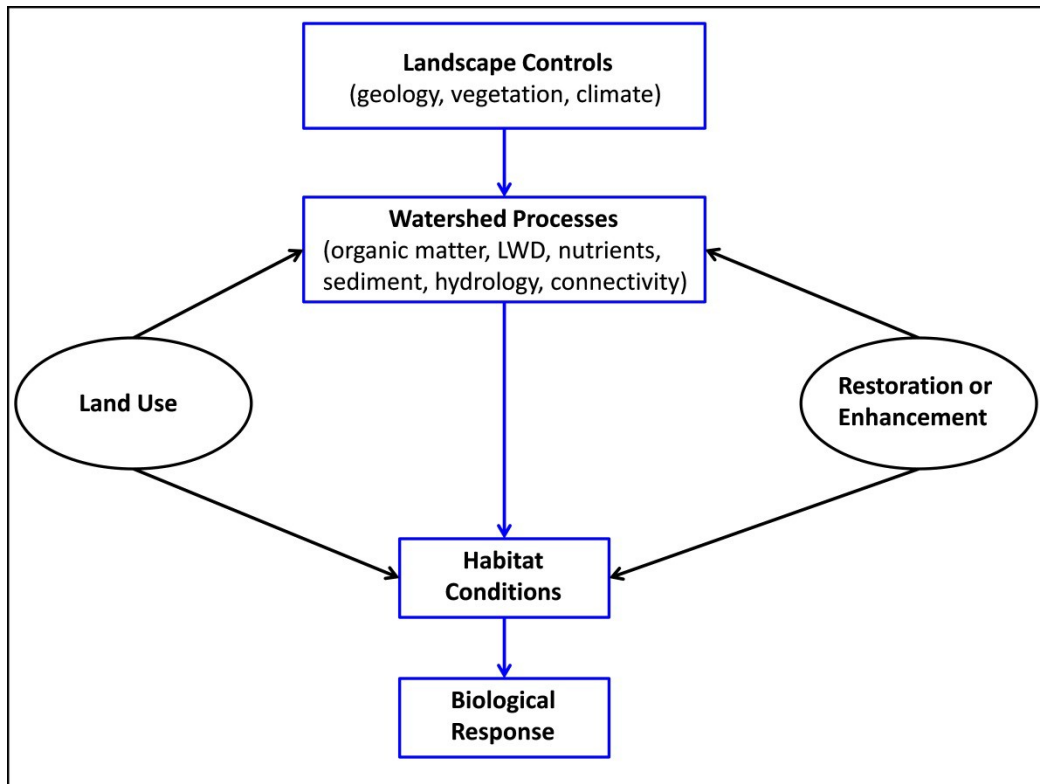 Landscape Controls
(geology, vegetation, climate)
Watershed Processes
(organic matter, LWD, nutrients,
sediment, hydrology, connectivity)
Land Use
Restoration or
Enhancement
Habitat
Conditions
Biological
Response